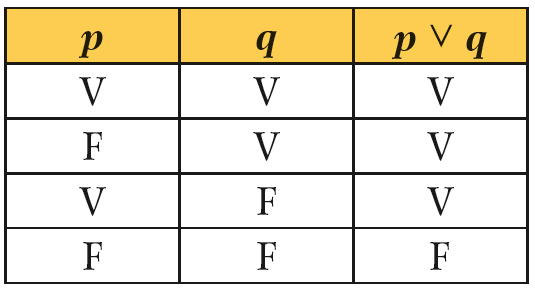 p q p ∨ q
V V V
F V V
V F V
F F F